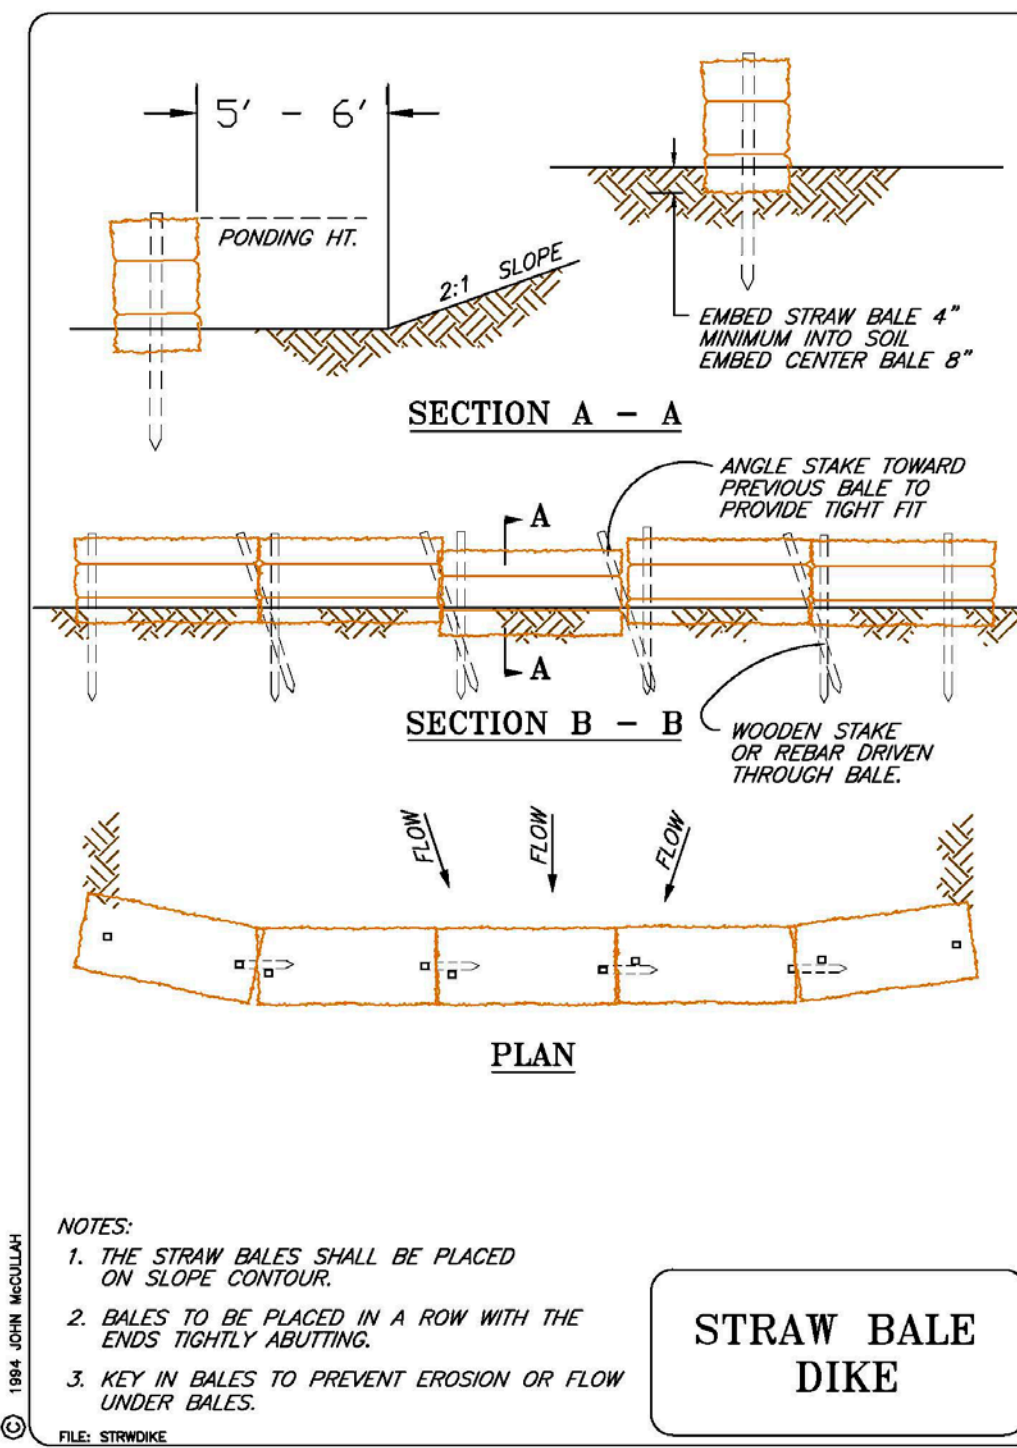 5' - 6'
PONDING HT.
2:1 SLOPE
EMBED STRAW BALE 4"
MINIMUM INTO SOIL
EMBED CENTER BALE 8"
SECTION A - A
ANGLE STAKE TOWARD
PREVIOUS BALE TO
PROVIDE TIGHT FIT
A
A
SECTION B - B
WOODEN STAKE
OR REBAR DRIVEN
THROUGH BALE.
FLOW
FLOW
FLOW
PLAN
NOTES:
1. THE STRAW BALES SHALL BE PLACED
ON SLOPE CONTOUR.
2. BALES TO BE PLACED IN A ROW WITH THE
ENDS TIGHTLY ABUTTING.
3. KEY IN BALES TO PREVENT EROSION OR FLOW
UNDER BALES.
STRAW BALE
DIKE
FILE: STRWDIKE
© 1994 JOHN McCULLAH